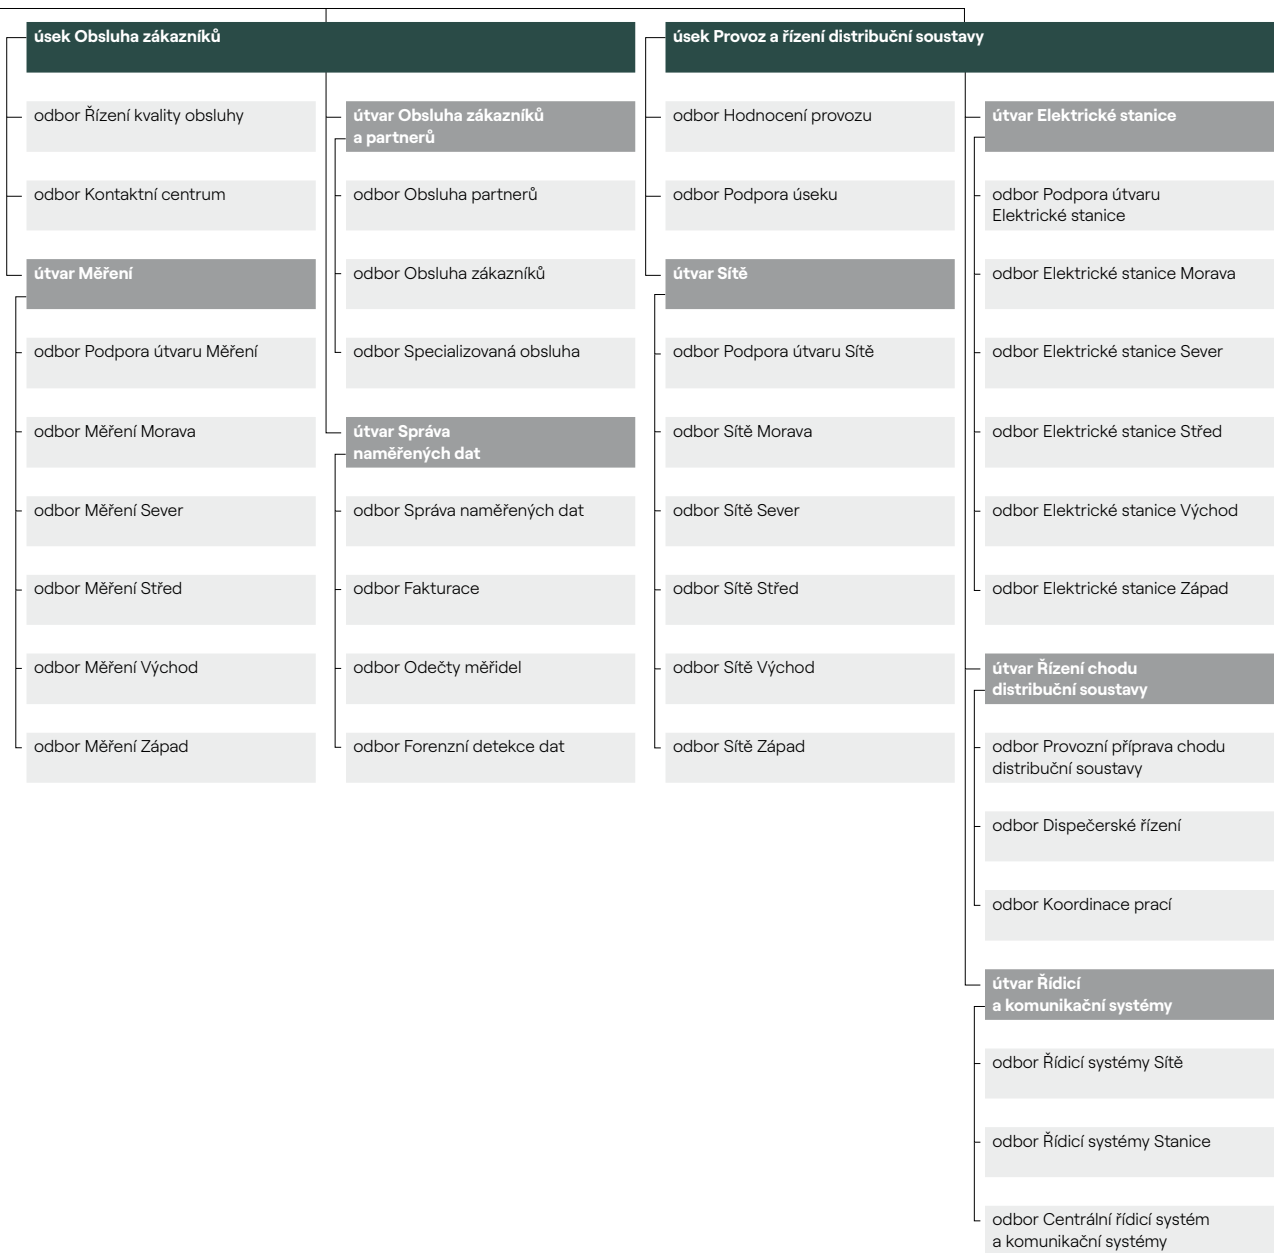 úsek Obsluha zákazníků
odbor Řízení kvality obsluhy
odbor Kontaktní centrum
útvar Měření
odbor Podpora útvaru Měření
odbor Měření Morava
odbor Měření Sever
odbor Měření Střed
odbor Měření Východ
odbor Měření Západ
útvar Obsluha zákazníků
a partnerů
odbor Obsluha partnerů
odbor Obsluha zákazníků
odbor Specializovaná obsluha
útvar Správa
naměřených dat
odbor Správa naměřených dat
odbor Fakturace
odbor Odečty měřidel
odbor Forenzní detekce dat
úsek Provoz a řízení distribuční soustavy
odbor Hodnocení provozu
odbor Podpora úseku
útvar Sítě
odbor Podpora útvaru Sítě
odbor Sítě Morava
odbor Sítě Sever
odbor Sítě Střed
odbor Sítě Východ
odbor Sítě Západ
útvar Elektrické stanice
odbor Podpora útvaru
Elektrické stanice
odbor Elektrické stanice Morava
odbor Elektrické stanice Sever
odbor Elektrické stanice Střed
odbor Elektrické stanice Východ
odbor Elektrické stanice Západ
útvar Řízení chodu
distribuční soustavy
odbor Provozní příprava chodu
distribuční soustavy
odbor Dispečerské řízení
odbor Koordinace prací
útvar Řídicí
a komunikační systémy
odbor Řídicí systémy Sítě
odbor Řídicí systémy Stanice
odbor Centrální řídicí systém
a komunikační systémy